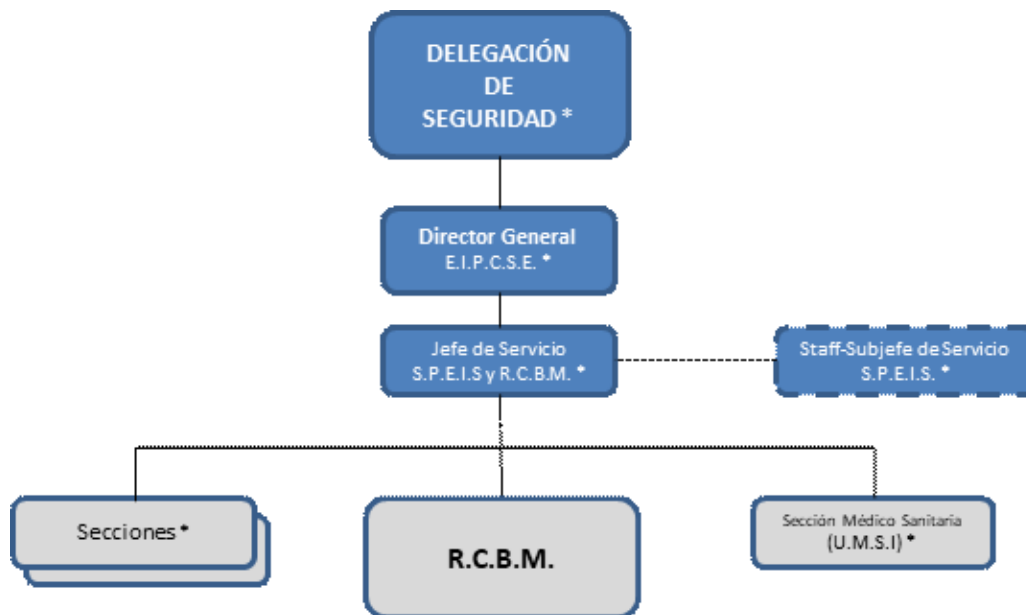 DELEGACIÓN
DE
SEGURIDAD *
Director General
E.I.P.C.S.E. *
Jefe de Servicio
S.P.E.I.S y R.C.B.M. *
Staff-Subjefe de Servicio
S.P.E.I.S. *
Secciones *
R.C.B.M.
Sección Médico Sanitaria
(U.M.S.I) *